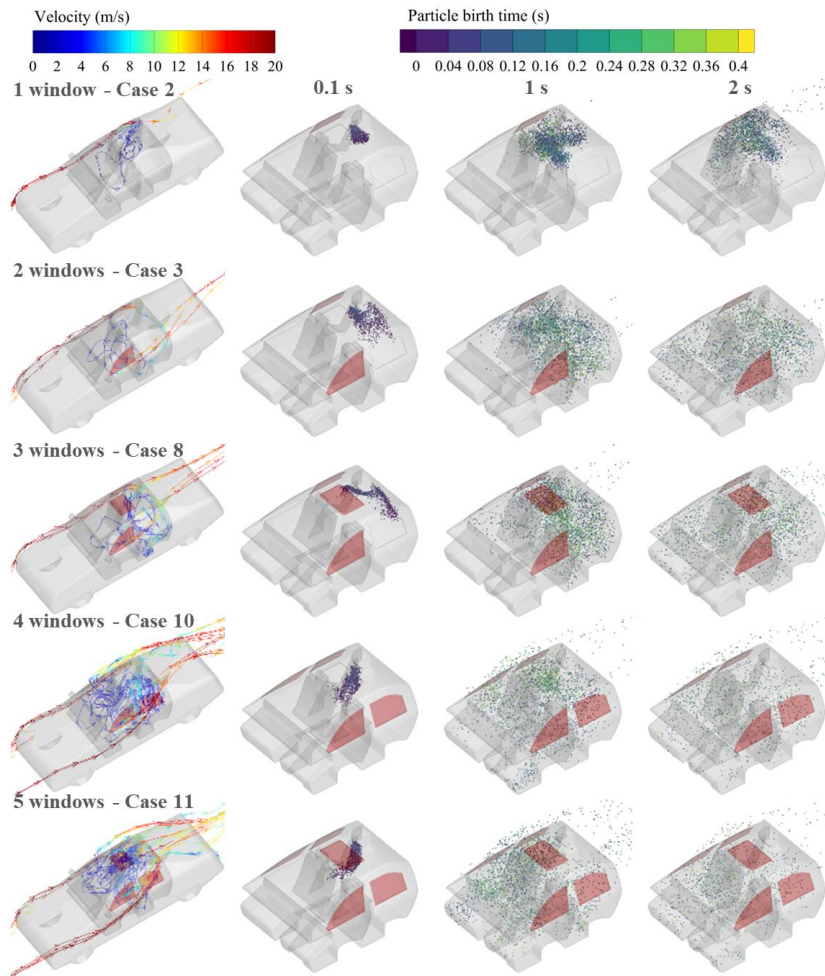 Velocity (m/s)
Particle birth time (s)
0 2 4 6 8 10 12 14 16 18 20
0 0.04 0.08 0.12 0.16 0.2 0.24 0.28 0.32 0.36 0.4
1 window - Case 2
0.1 s
1 s
2 s
2 windows - Case 3
3 windows - Case 8
4 windows - Case 10
5 windows - Case 11